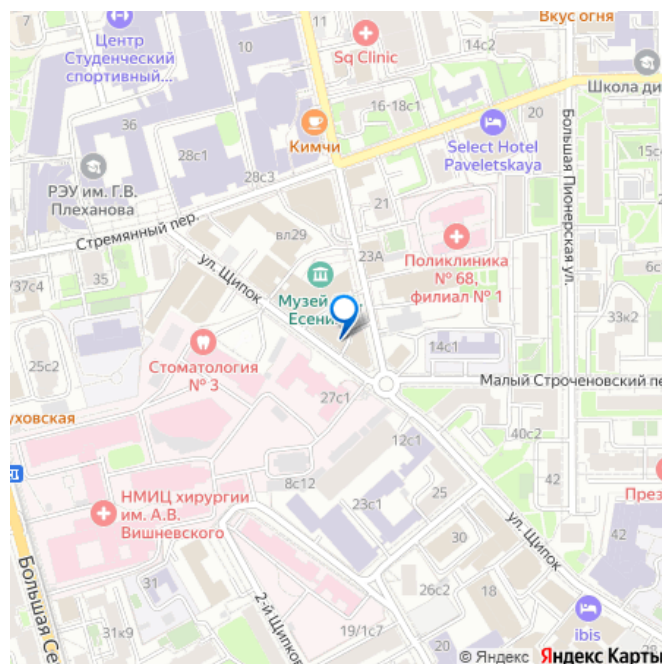 7
Центр
Студенческий
спортивный...
10
11
Sq Clinic
14с2
Вкус огня
Школа ди
36
16-18с1
20
Select Hotel
Paveletskaya
Кимчи
28с1
РЭУ им. Г.В.
Плеханова
28с3
15с
Большая Пионерская ул.
Стремянный пер.
21
вл29
23А
Поликлиника
№ 68,
филиал № 1
ул. Щипок
35
/37с4
Музей
Есени
6с
20
33к2
14с1
Стоматология
№ 3
25с2
Малый Строченовский пе
27с1
уховская
12с1
40с2
8с12
НМИЦ хирургии
им. А.В.
Вишневского
25
23с1
42
През
42
30
ул. Щипок
Большая Се
31
2-й Щипков
26с2
18
ibis
31к9
19/1с7
© Яндекс Яндекс Карты